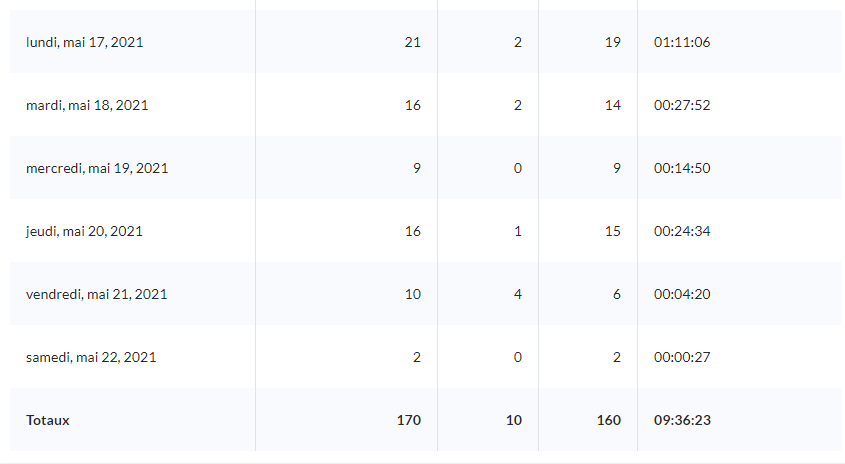 lundi, mai 17, 2021 21 2 19 01:11:06
mardi, mai 18, 2021 16 2 14 00:27:52
mercredi, mai 19, 2021 9 0 9 00:14:50
jeudi, mai 20, 2021 16 1 15 00:24:34
vendredi, mai 21, 2021 10 4 6 00:04:20
samedi, mai 22, 2021 2 0 2 00:00:27
Totaux 170 10 160 09:36:23